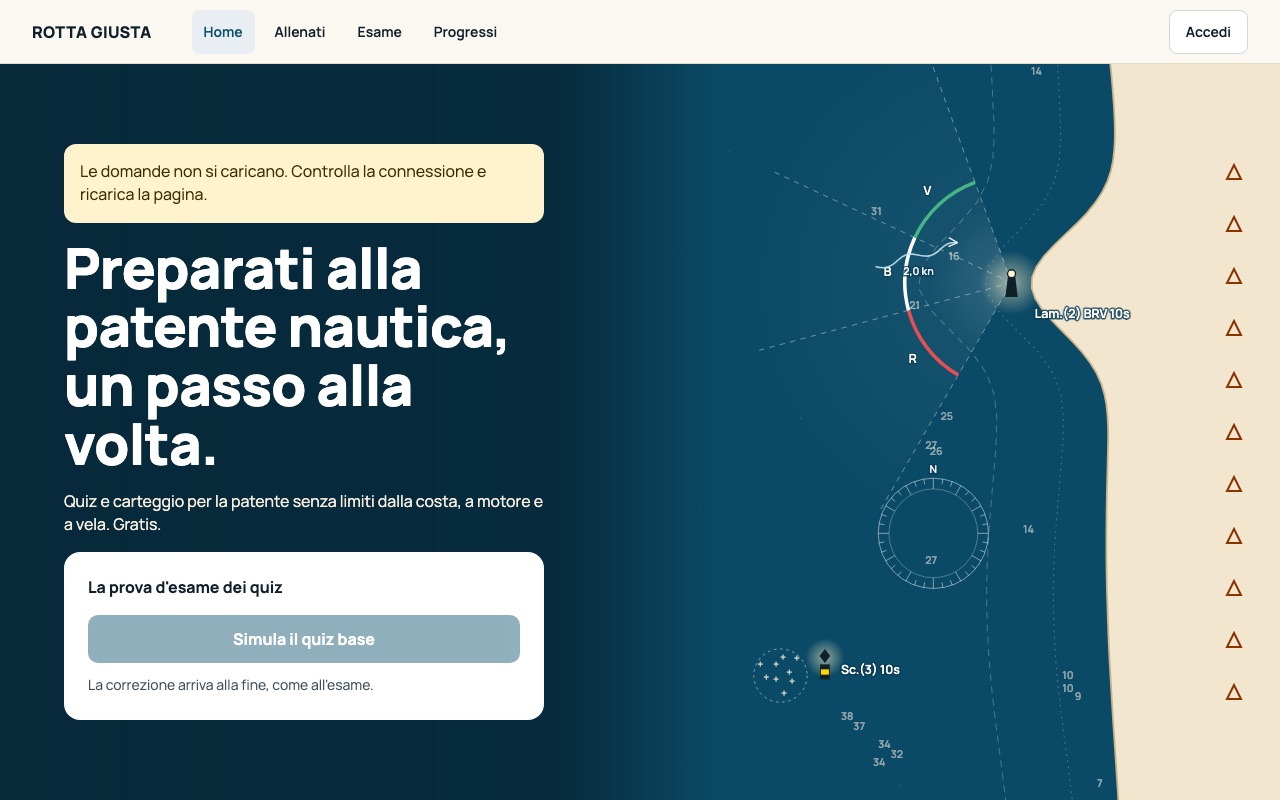 ROTTA GIUSTA
Home
Allenati
Esame
Progressi
Accedi
Le domande non si caricano. Controlla la connessione e
ricarica la pagina.
Preparati alla
patente nautica,
un passo alla
volta.
Quiz e carteggio per la patente senza limiti dalla costa, a motore e
a vela. Gratis.
La prova d'esame dei quiz
Simula il quiz base
La correzione arriva alla fine, come all'esame.
14
V
31
16
B
2,0 kn
21
Lam.(2) BRV 10s
R
25
27
26
N
14
27
Sc.(3) 10s
10
10
9
38
37
34
32
34
7